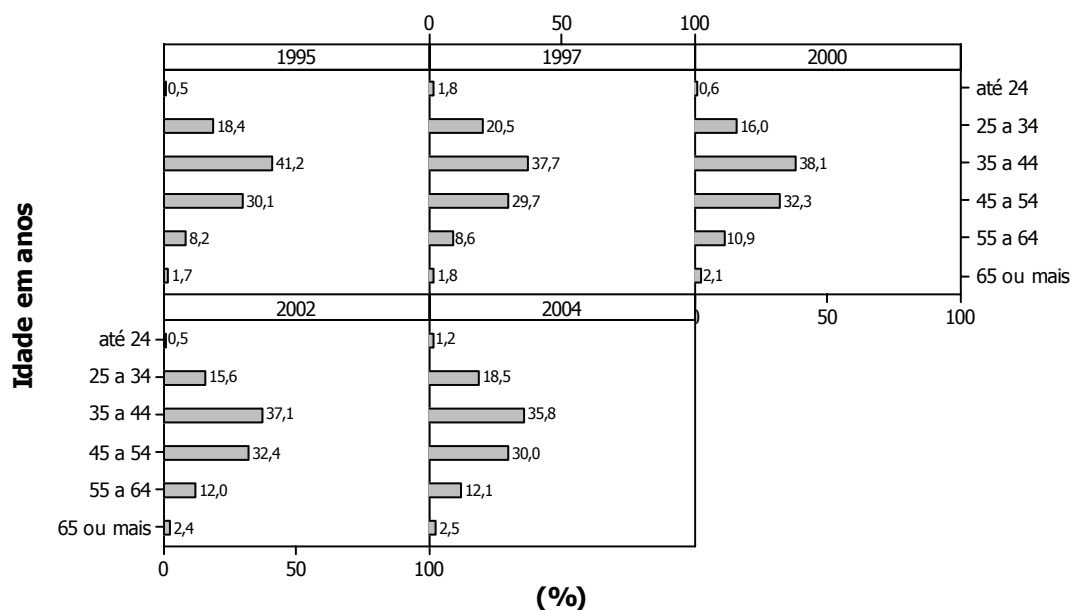 0 50 100
1995 1997 2000
0,5 1,8 0,6 até 24
18,4 20,5 16,0 25 a 34
41,2 37,7 38,1 35 a 44
30,1 29,7 32,3 45 a 54
8,2 8,6 10,9 55 a 64
1,7 1,8 2,1 65 ou mais
Idade em anos
2002 2004 0 50 100
até 24 0,5 1,2
25 a 34 15,6 18,5
35 a 44 37,1 35,8
45 a 54 32,4 30,0
55 a 64 12,0 12,1
65 ou mais 2,4 2,5
0 50 100
(%)